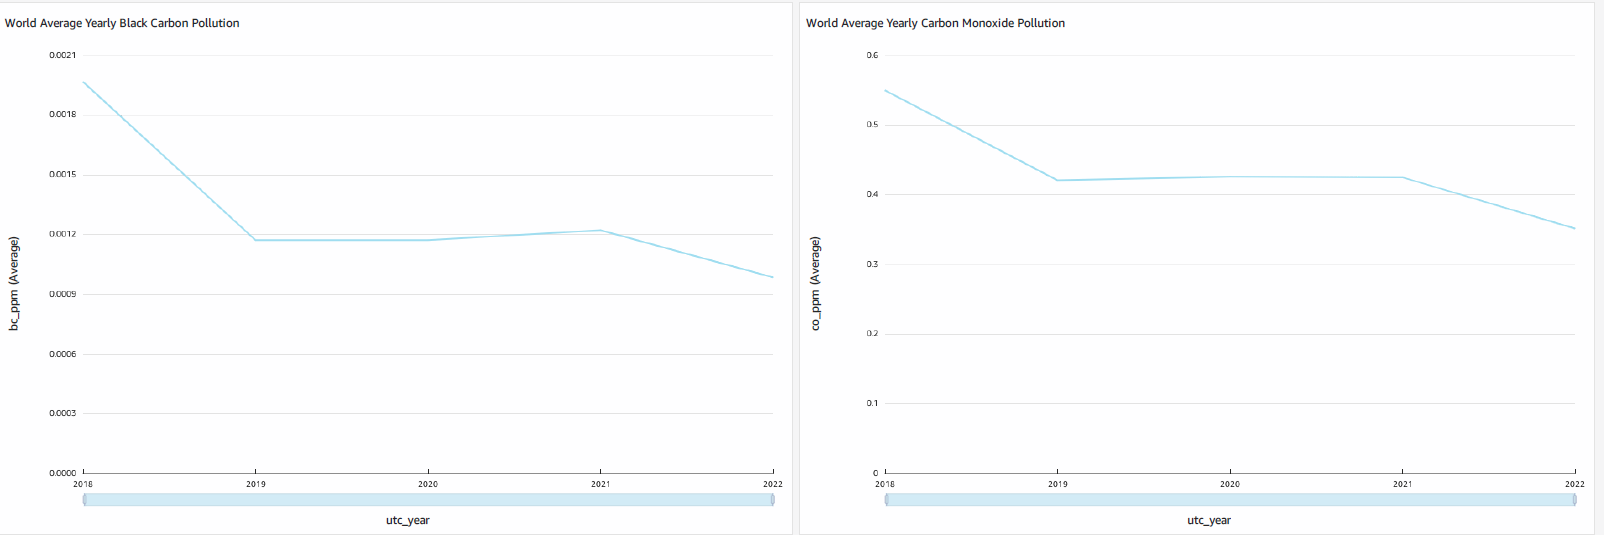 World Average Yearly Black Carbon Pollution
0.0021
0.0018
0.0015
0.0012
0.0009
0.0006
0.0003
0.0000
bc_ppm (Average)
2018 2019 2020 2021 2022
utc_year
World Average Yearly Carbon Monoxide Pollution
0.6
0.5
0.4
0.3
0.2
0.1
0
co_ppm (Average)
2018 2019 2020 2021 2022
utc_year